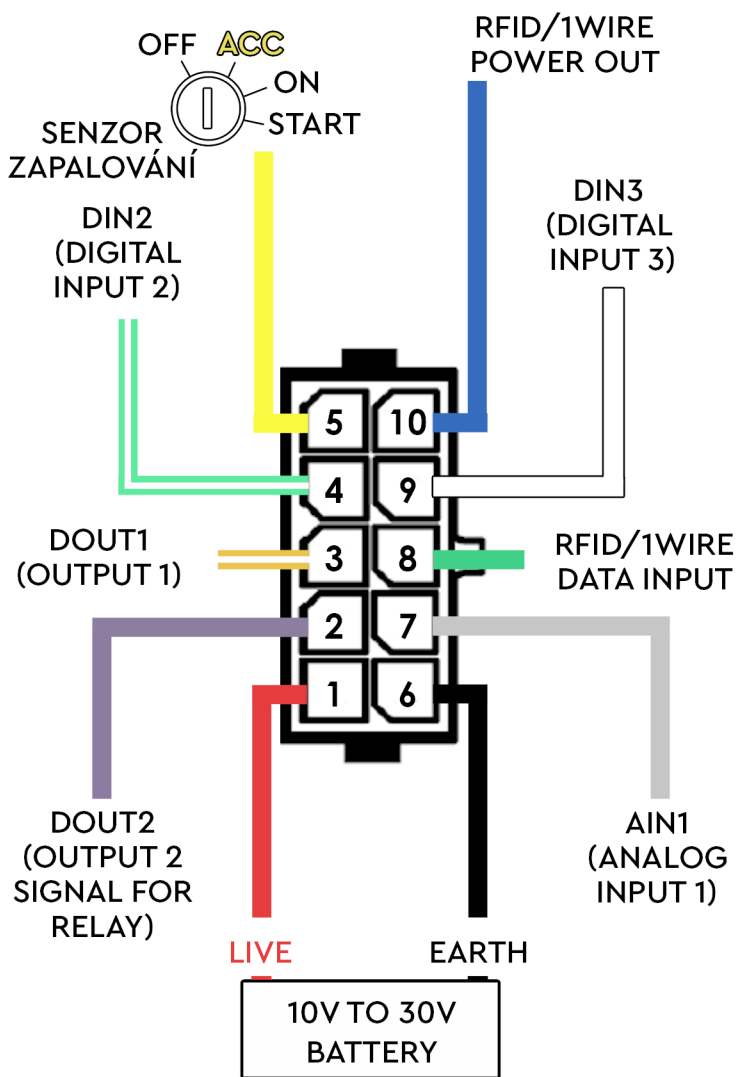 OFF
ACC
ON
START
SENZOR
ZAPALOVÁNÍ
RFID/1WIRE
POWER OUT
DIN2
(DIGITAL
INPUT 2)
DIN3
(DIGITAL
INPUT 3)
5
10
4
9
DOUT1
(OUTPUT 1)
3
8
RFID/1WIRE
DATA INPUT
2
7
1
6
DOUT2
(OUTPUT 2
SIGNAL FOR
RELAY)
AIN1
(ANALOG
INPUT 1)
LIVE
EARTH
10V TO 30V
BATTERY